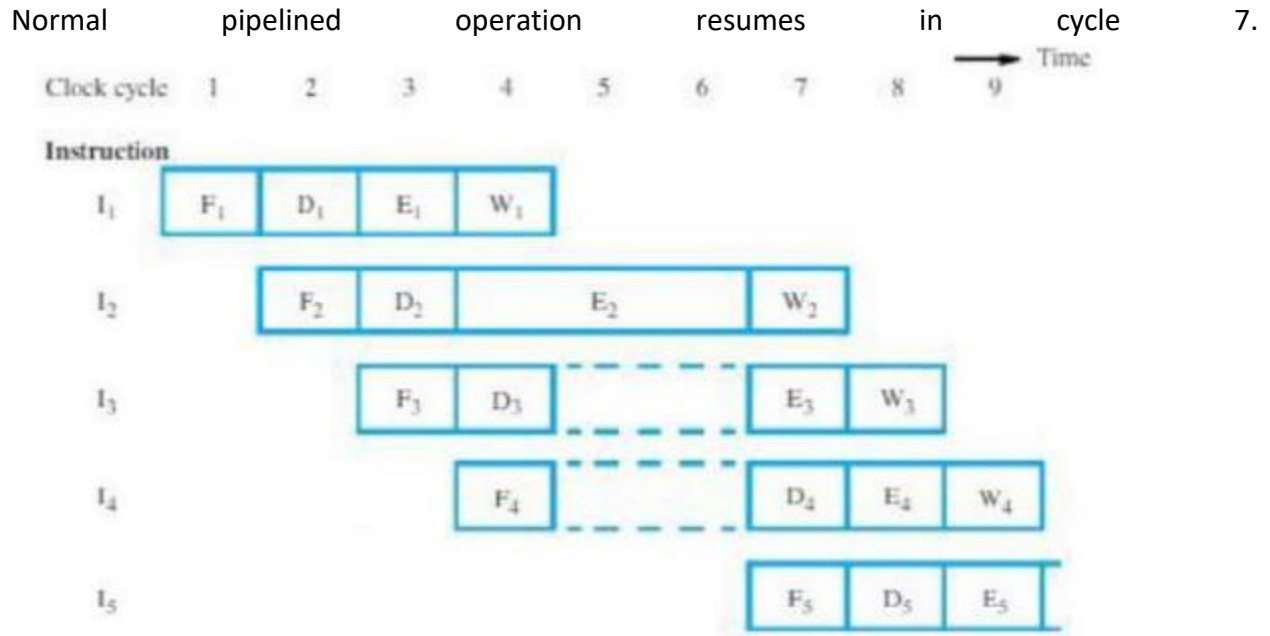 Normal pipelined operation resumes in cycle 7.
Time
Clock cycle 1 2 3 4 5 6 7 8 9
Instruction
I₁ F₁ D₁ E₁ W₁
I₂ F₂ D₂ E₂ W₂
I₃ F₃ D₃ E₃ W₃
I₄ F₄ D₄ E₄ W₄
I₅ F₅ D₅ E₅